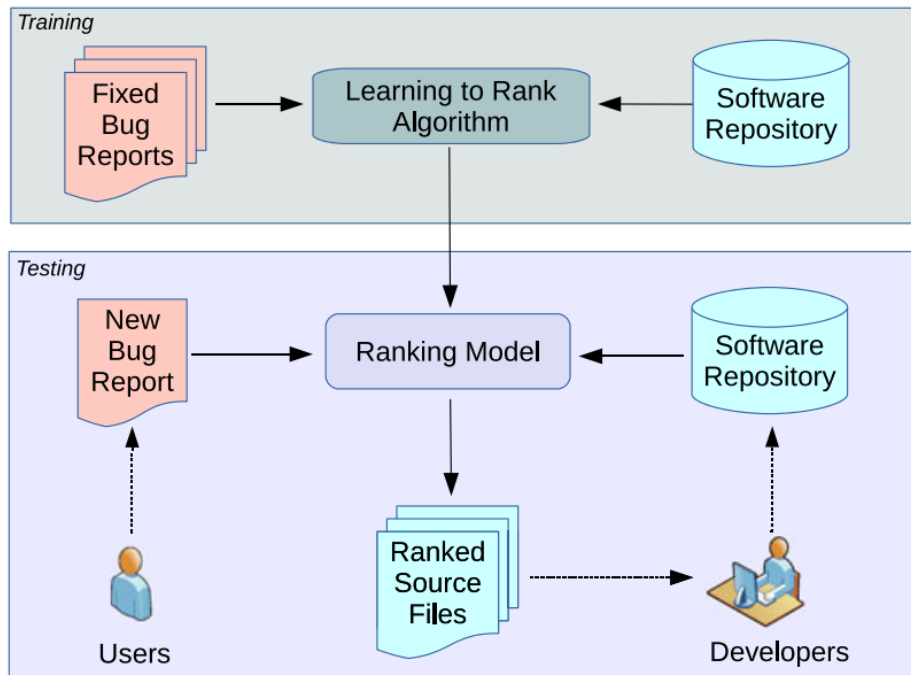 Training
Fixed
Bug
Reports
Learning to Rank
Algorithm
Software
Repository
Testing
New
Bug
Report
Ranking Model
Software
Repository
Ranked
Source
Files
Users
Developers